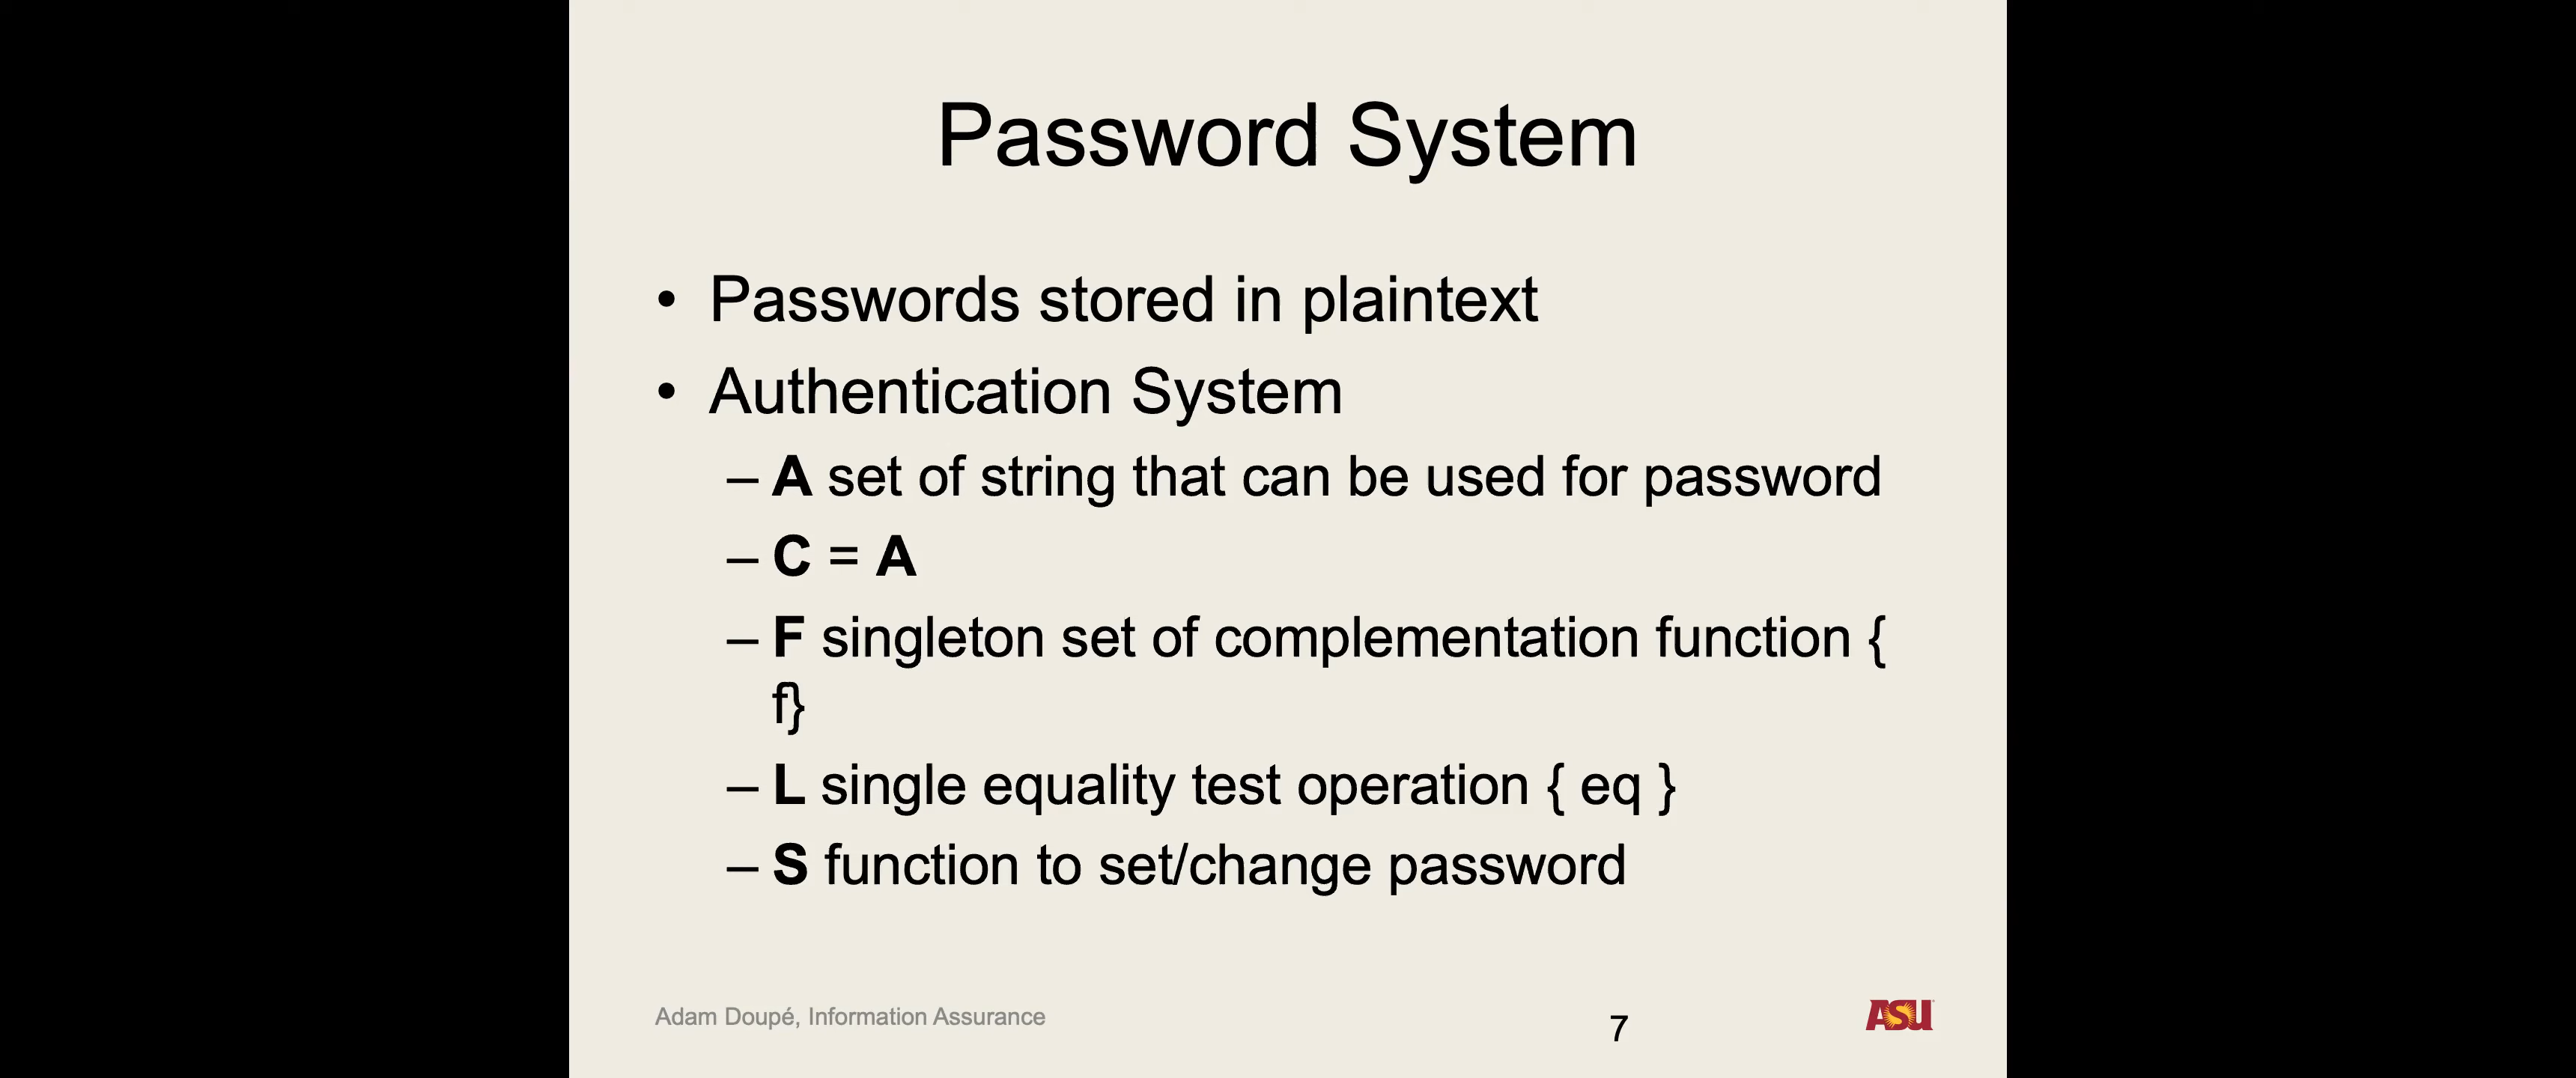 Password System
• Passwords stored in plaintext
• Authentication System
– A set of string that can be used for password
– C = A
– F singleton set of complementation function {
f}
– L single equality test operation { eq }
– S function to set/change password
Adam Doupé, Information Assurance
7
ASU